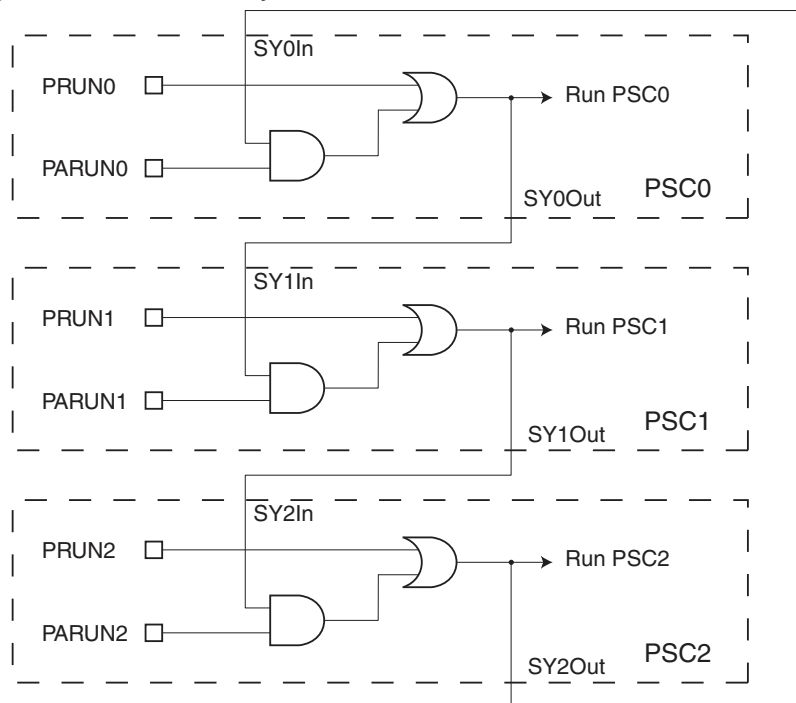 SY0In
PRUN0
Run PSC0
PARUN0
PSC0
SY0Out
SY1In
PRUN1
Run PSC1
PARUN1
PSC1
SY1Out
SY2In
PRUN2
Run PSC2
PARUN2
PSC2
SY2Out